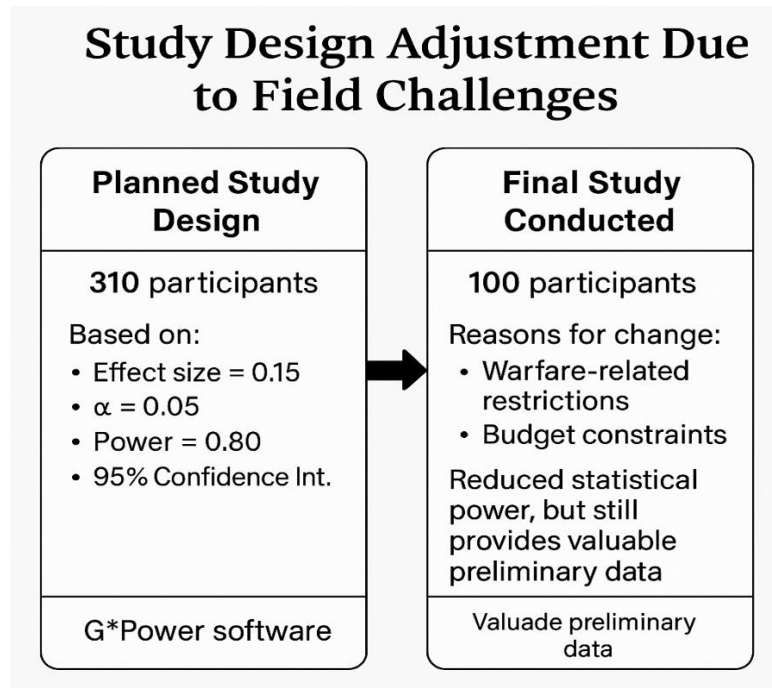 Study Design Adjustment Due
to Field Challenges
Planned Study
Design
310 participants
Based on:
• Effect size = 0.15
• α = 0.05
• Power = 0.80
• 95% Confidence Int.
G*Power software
Final Study
Conducted
100 participants
Reasons for change:
• Warfare-related
restrictions
• Budget constraints
Reduced statistical
power, but still
provides valuable
preliminary data
Valuade preliminary
data